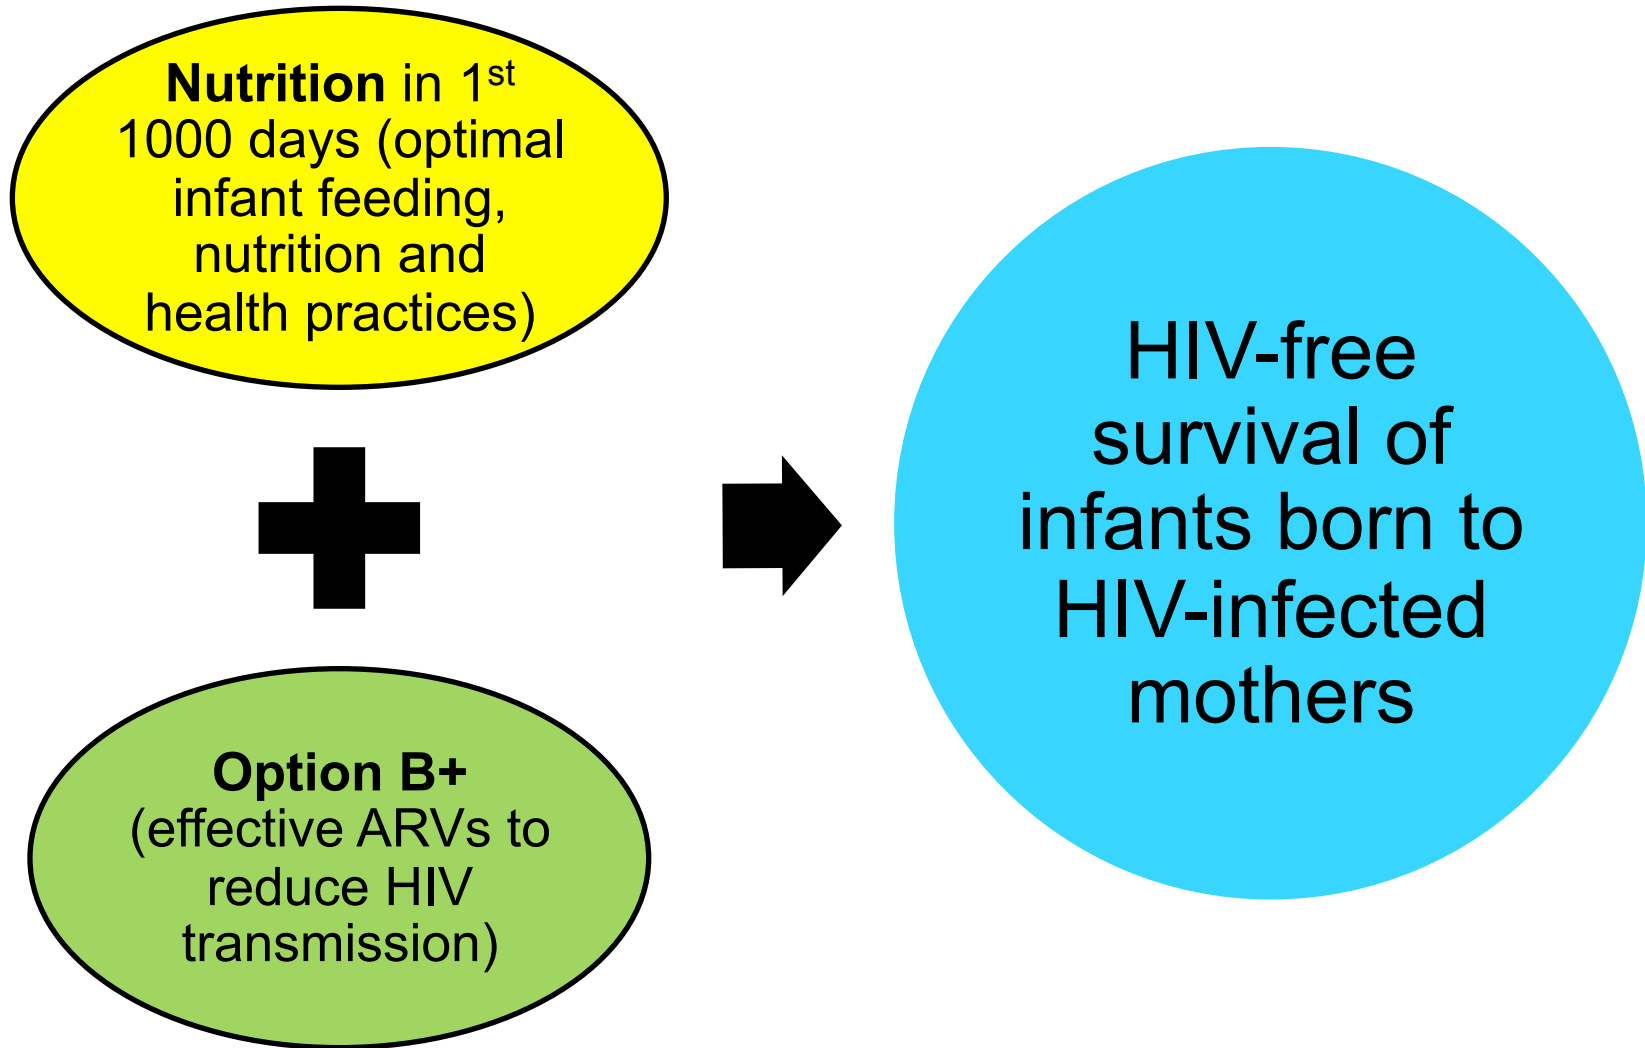 Nutrition in 1st
1000 days (optimal
infant feeding,
nutrition and
health practices)
Option B+
(effective ARVs to
reduce HIV
transmission)
HIV-free
survival of
infants born to
HIV-infected
mothers